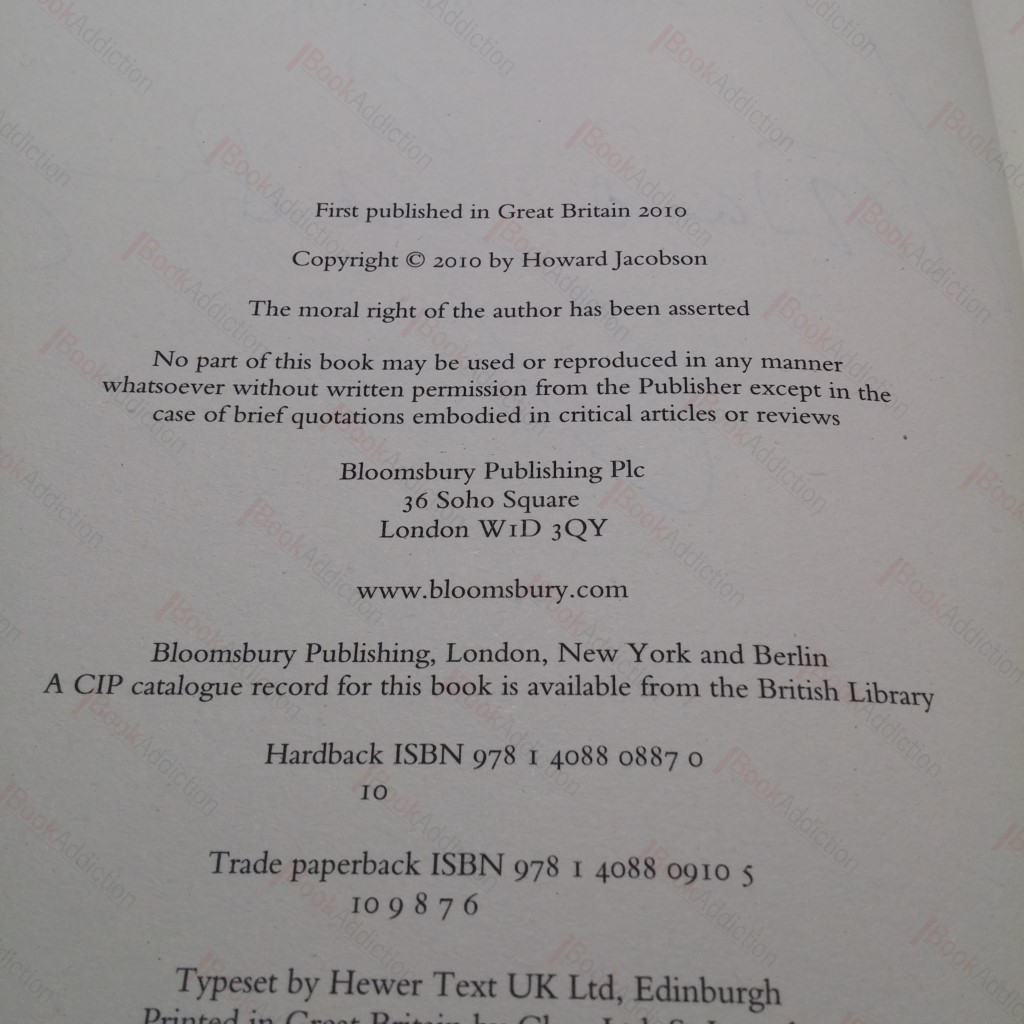 First published in Great Britain 2010
Copyright © 2010 by Howard Jacobson
The moral right of the author has been asserted
No part of this book may be used or reproduced in any manner
whatsoever without written permission from the Publisher except in the
case of brief quotations embodied in critical articles or reviews
Bloomsbury Publishing Plc
36 Soho Square
London W1D 3QY
www.bloomsbury.com
Bloomsbury Publishing, London, New York and Berlin
A CIP catalogue record for this book is available from the British Library
Hardback ISBN 978 1 4088 0887 0
10
Trade paperback ISBN 978 1 4088 0910 5
10 9 8 7 6
Typeset by Hewer Text UK Ltd, Edinburgh
Printed in Great Britain by